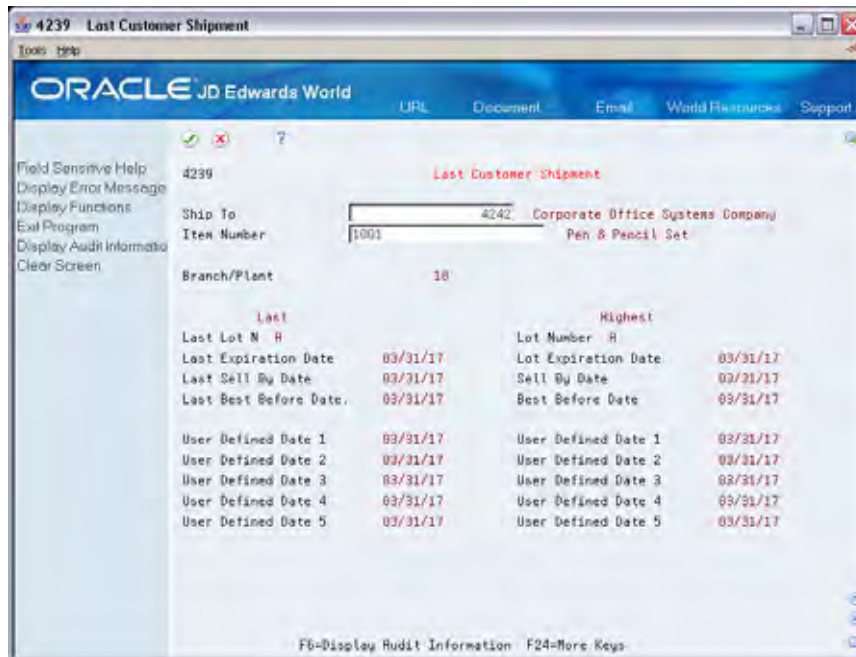 4239 Last Customer Shipment
Tools Help
ORACLE JD Edwards World
URL Document Email World Resources Support
Field Sensitive Help
Display Error Message
Display Functions
Exit Program
Display Audit Informatio
Clear Screen
4239 Last Customer Shipment
Ship To 4242 Corporate Office Systems Company
Item Number 1001 Pen & Pencil Set
Branch/Plant 10
Last Highest
Last Lot N A Lot Number A
Last Expiration Date 03/31/17 Lot Expiration Date 03/31/17
Last Sell By Date 03/31/17 Sell By Date 03/31/17
Last Best Before Date. 03/31/17 Best Before Date 03/31/17
User Defined Date 1 03/31/17 User Defined Date 1 03/31/17
User Defined Date 2 03/31/17 User Defined Date 2 03/31/17
User Defined Date 3 03/31/17 User Defined Date 3 03/31/17
User Defined Date 4 03/31/17 User Defined Date 4 03/31/17
User Defined Date 5 03/31/17 User Defined Date 5 03/31/17
F6=Display Audit Information F24=More Keys